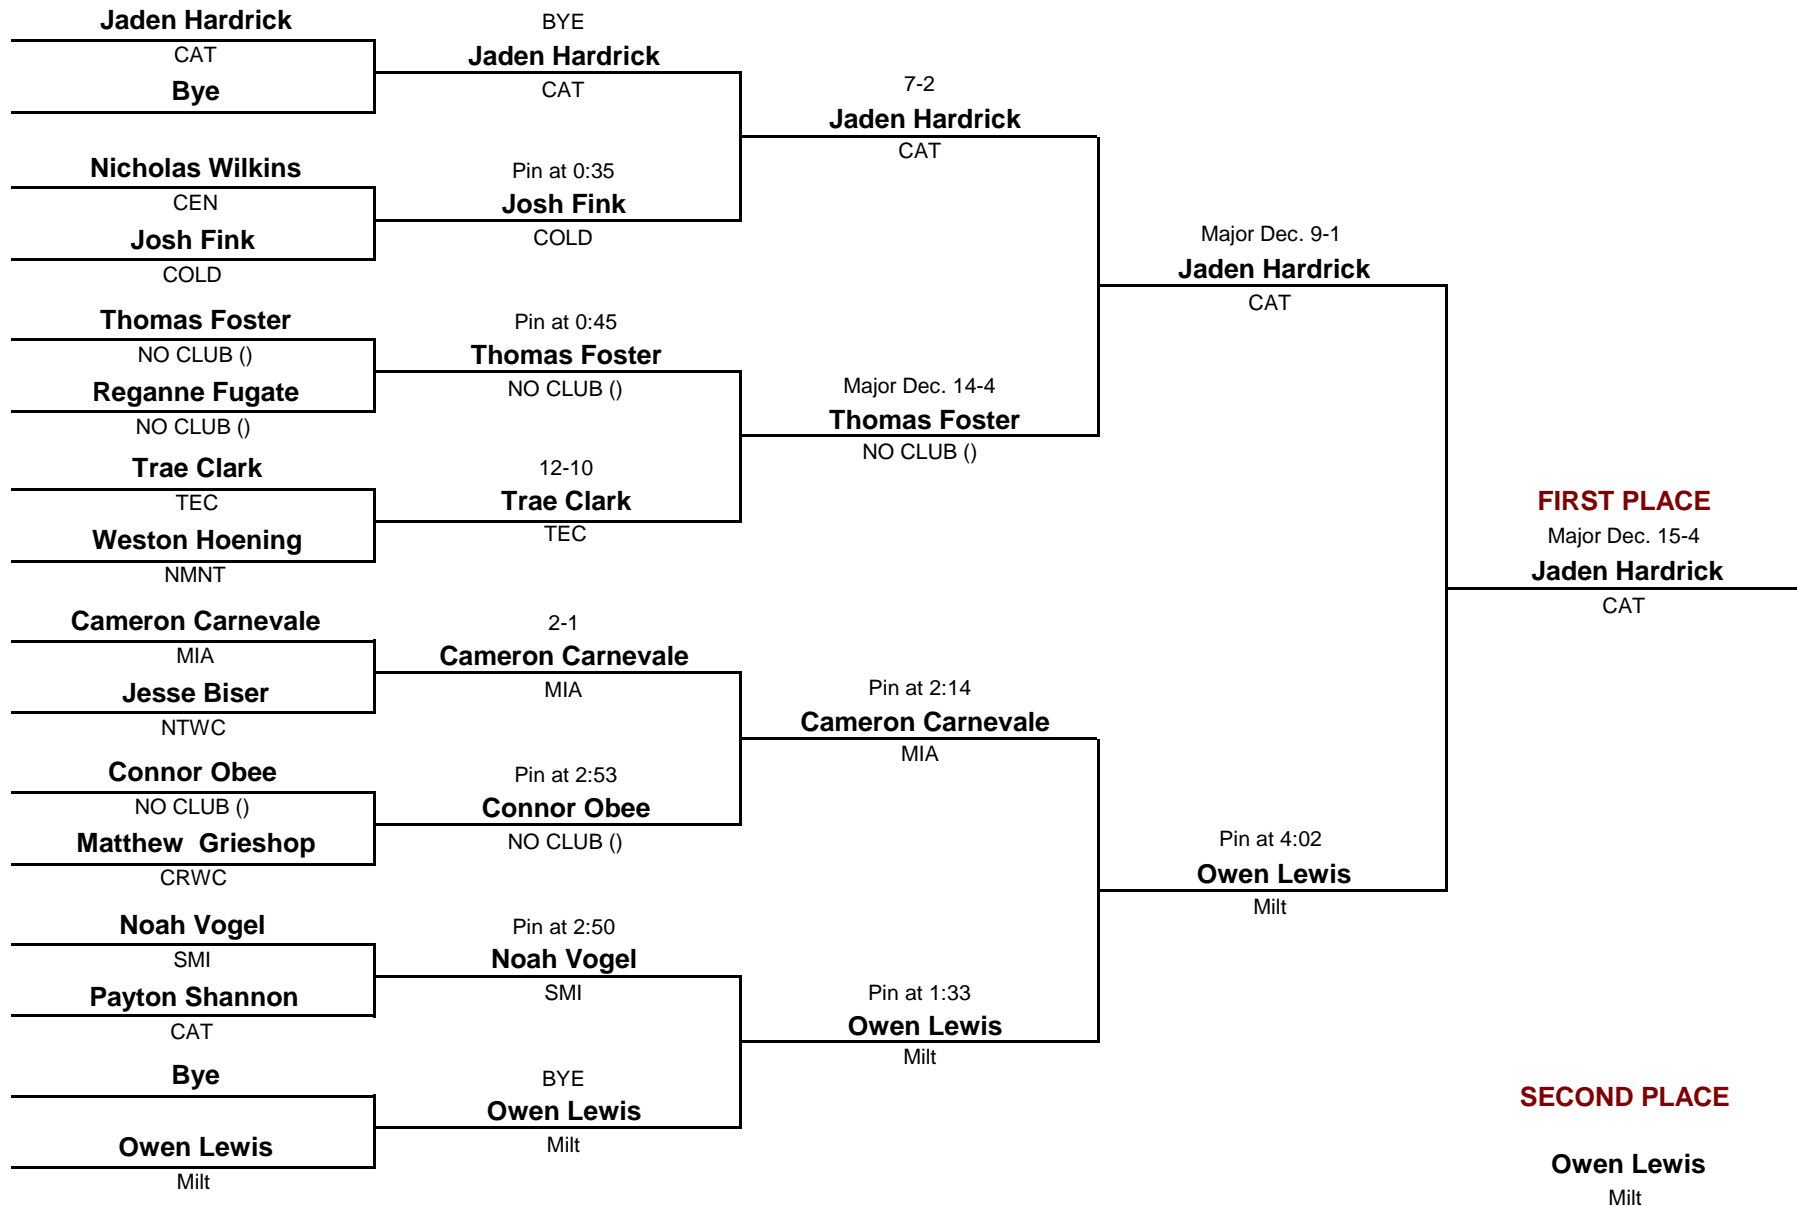 Jaden Hardrick
CAT
Bye
Nicholas Wilkins
CEN
Josh Fink
COLD
Thomas Foster
NO CLUB ()
Reganne Fugate
NO CLUB ()
Trae Clark
TEC
Weston Hoening
NMNT
Cameron Carnevale
MIA
Jesse Biser
NTWC
Connor Obee
NO CLUB ()
Matthew  Grieshop
CRWC
Noah Vogel
SMI
Payton Shannon
CAT
Bye
Owen Lewis
Milt
BYE
Jaden Hardrick
CAT
Pin at 0:35
Josh Fink
COLD
Pin at 0:45
Thomas Foster
NO CLUB ()
12-10
Trae Clark
TEC
2-1
Cameron Carnevale
MIA
Pin at 2:53
Connor Obee
NO CLUB ()
Pin at 2:50
Noah Vogel
SMI
BYE
Owen Lewis
Milt
7-2
Jaden Hardrick
CAT
Major Dec. 14-4
Thomas Foster
NO CLUB ()
Pin at 2:14
Cameron Carnevale
MIA
Pin at 1:33
Owen Lewis
Milt
Major Dec. 9-1
Jaden Hardrick
CAT
Pin at 4:02
Owen Lewis
Milt
FIRST PLACE
Major Dec. 15-4
Jaden Hardrick
CAT
SECOND PLACE
Owen Lewis
Milt